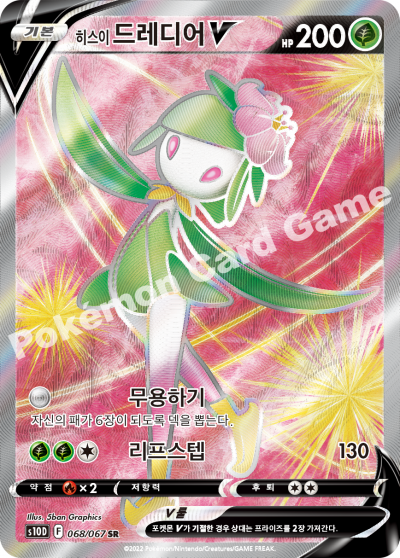 기본 히스이 드레디어 V HP 200
Pokémon Card Game
무용하기
자신의 패가 6장이 되도록 덱을 뽑는다.
리프스텝 130
약점 ×2 저항력 후퇴
Illus. 5ban Graphics
V 룰
s10D F 068/067 SR
포켓몬 V가 기절한 경우 상대는 프라이즈를 2장 가져간다.
©2022 Pokémon/Nintendo/Creatures/GAME FREAK.